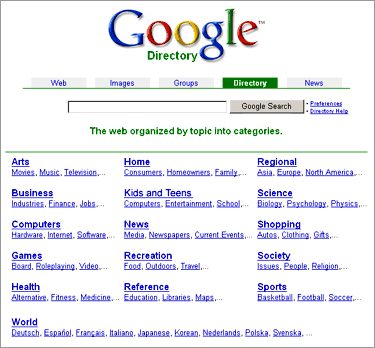 Google™
Directory
Web Images Groups Directory News
Google Search
• Preferences
• Directory Help
The web organized by topic into categories.
Arts
Movies, Music, Television,...
Home
Consumers, Homeowners, Family,...
Regional
Asia, Europe, North America,...
Business
Industries, Finance, Jobs,...
Kids and Teens
Computers, Entertainment, School,...
Science
Biology, Psychology, Physics,...
Computers
Hardware, Internet, Software,...
News
Media, Newspapers, Current Events,...
Shopping
Autos, Clothing, Gifts,...
Games
Board, Roleplaying, Video,...
Recreation
Food, Outdoors, Travel,...
Society
Issues, People, Religion,...
Health
Alternative, Fitness, Medicine,...
Reference
Education, Libraries, Maps,...
Sports
Basketball, Football, Soccer,...
World
Deutsch, Español, Français, Italiano, Japanese, Korean, Nederlands, Polska, Svenska, ...